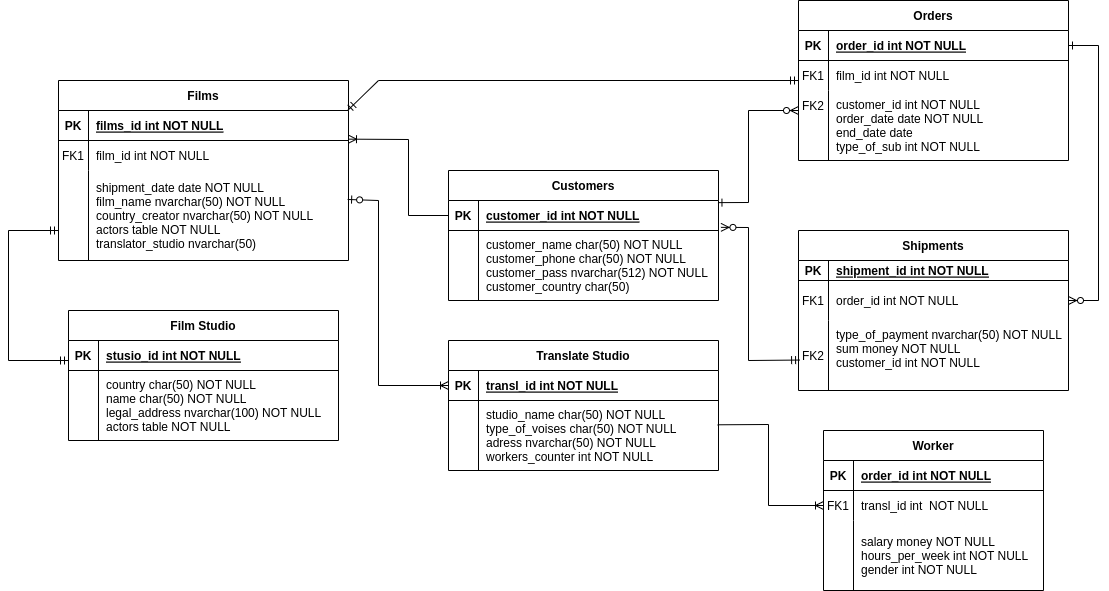 Orders
PK order_id int NOT NULL
FK1 film_id int NOT NULL
FK2 customer_id int NOT NULL
order_date date NOT NULL
end_date date
type_of_sub int NOT NULL
Films
PK films_id int NOT NULL
FK1 film_id int NOT NULL
shipment_date date NOT NULL
film_name nvarchar(50) NOT NULL
country_creator nvarchar(50) NOT NULL
actors table NOT NULL
translator_studio nvarchar(50)
Customers
PK customer_id int NOT NULL
customer_name char(50) NOT NULL
customer_phone char(50) NOT NULL
customer_pass nvarchar(512) NOT NULL
customer_country char(50)
Shipments
PK shipment_id int NOT NULL
FK1 order_id int NOT NULL
type_of_payment nvarchar(50) NOT NULL
sum money NOT NULL
FK2 customer_id int NOT NULL
Film Studio
PK stusio_id int NOT NULL
country char(50) NOT NULL
name char(50) NOT NULL
legal_address nvarchar(100) NOT NULL
actors table NOT NULL
Translate Studio
PK transl_id int NOT NULL
studio_name char(50) NOT NULL
type_of_voises char(50) NOT NULL
adress nvarchar(50) NOT NULL
workers_counter int NOT NULL
Worker
PK order_id int NOT NULL
FK1 transl_id int NOT NULL
salary money NOT NULL
hours_per_week int NOT NULL
gender int NOT NULL